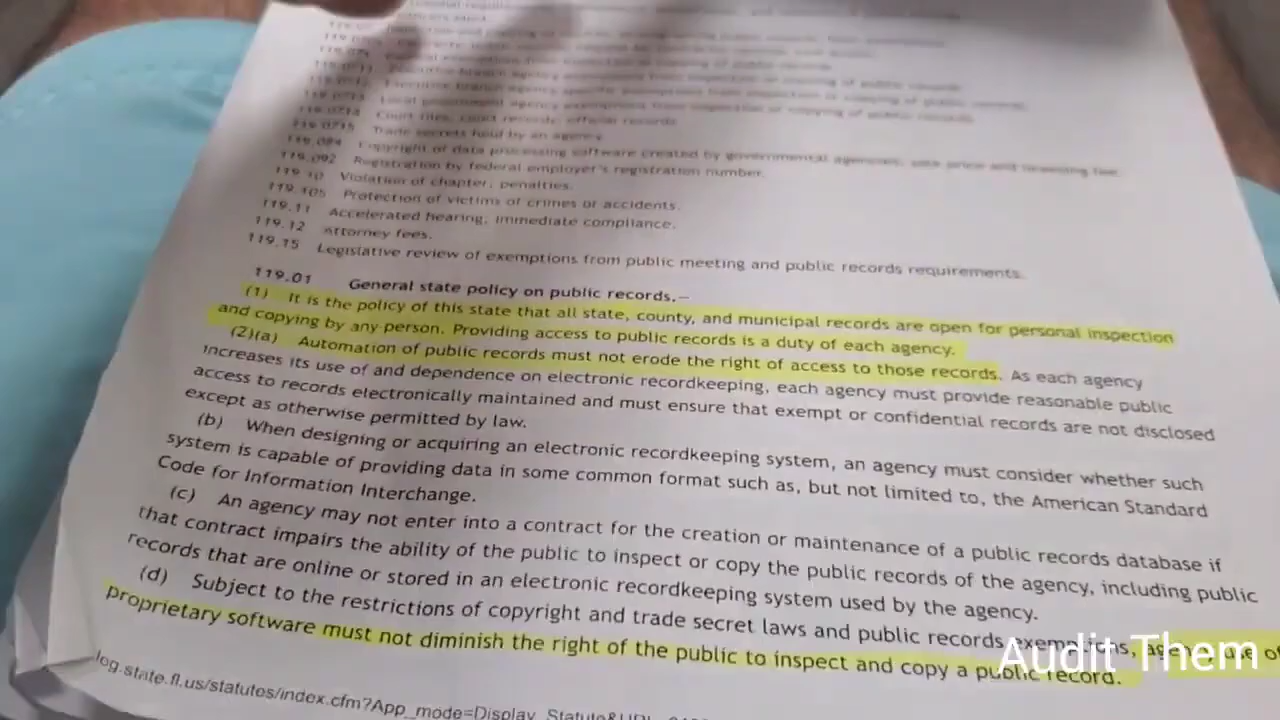 119.0714 Court files; court records; official records.
119.0715 Trade secrets held by an agency.
119.084 Copyright of data processing software created by governmental agencies; sale price and licensing fee.
119.092 Registration by federal employer's registration number.
119.10 Violation of chapter; penalties.
119.105 Protection of victims of crimes or accidents.
119.11 Accelerated hearing; immediate compliance.
119.12 Attorney fees.
119.15 Legislative review of exemptions from public meeting and public records requirements.
119.01 General state policy on public records.—
(1) It is the policy of this state that all state, county, and municipal records are open for personal inspection
and copying by any person. Providing access to public records is a duty of each agency.
(2)(a) Automation of public records must not erode the right of access to those records. As each agency
increases its use of and dependence on electronic recordkeeping, each agency must provide reasonable public
access to records electronically maintained and must ensure that exempt or confidential records are not disclosed
except as otherwise permitted by law.
(b) When designing or acquiring an electronic recordkeeping system, an agency must consider whether such
system is capable of providing data in some common format such as, but not limited to, the American Standard
Code for Information Interchange.
(c) An agency may not enter into a contract for the creation or maintenance of a public records database if
that contract impairs the ability of the public to inspect or copy the public records of the agency, including public
records that are online or stored in an electronic recordkeeping system used by the agency.
(d) Subject to the restrictions of copyright and trade secret laws and public records exemptions, agency use of
proprietary software must not diminish the right of the public to inspect and copy a public record.
log.state.fl.us/statutes/index.cfm?App_mode=Display_Statute&URL
Audit Them